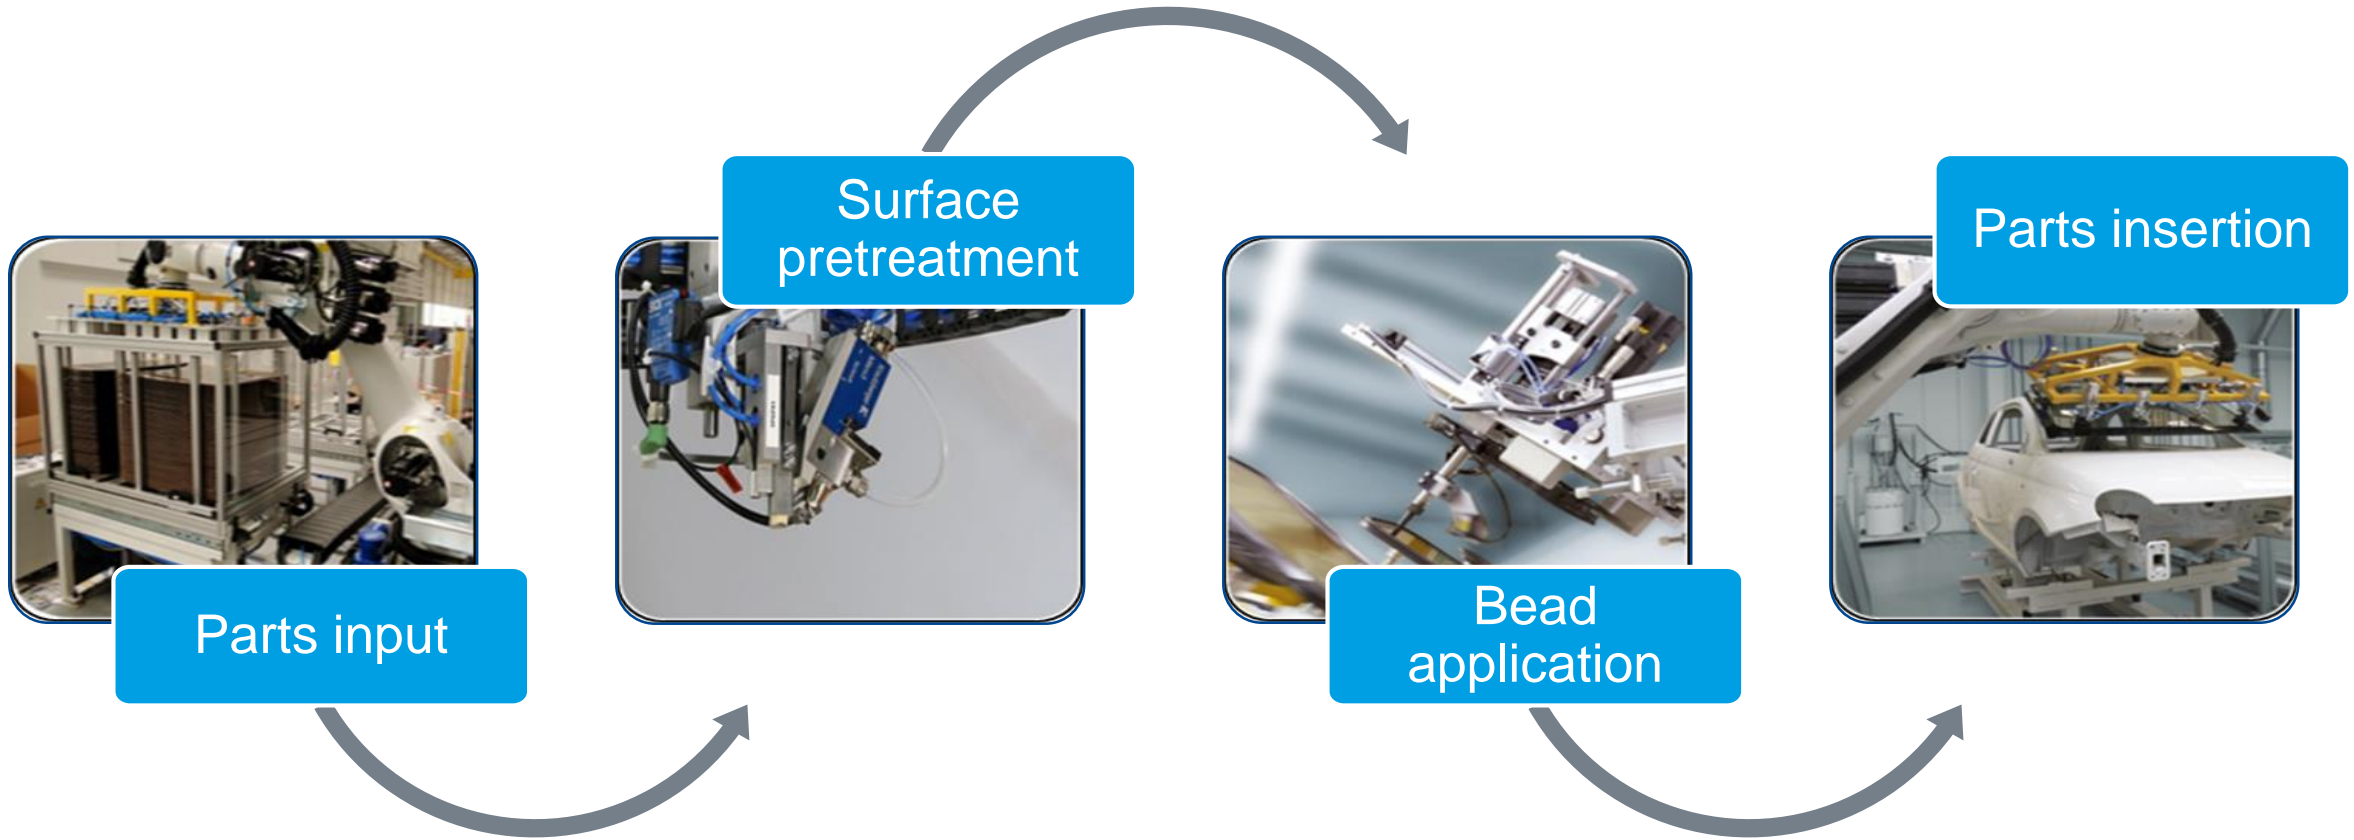 Parts input
Surface
pretreatment
Bead
application
Parts insertion